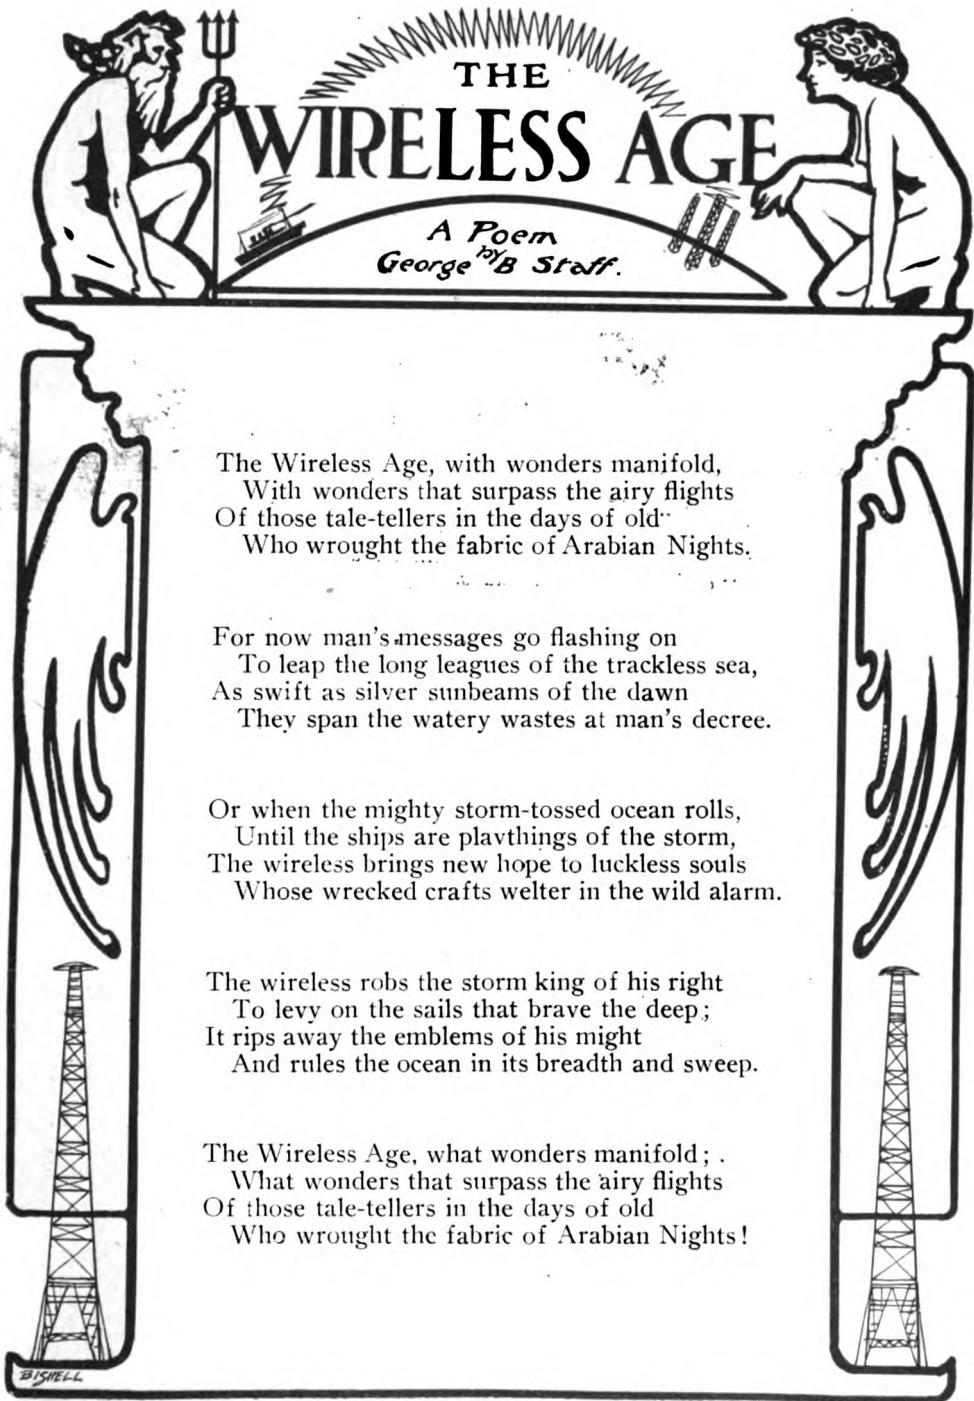 THE
WIRELESS AGE
A Poem
by
George B Staff.
The Wireless Age, with wonders manifold,
With wonders that surpass the airy flights
Of those tale-tellers in the days of old
Who wrought the fabric of Arabian Nights.
For now man's messages go flashing on
To leap the long leagues of the trackless sea,
As swift as silver sunbeams of the dawn
They span the watery wastes at man's decree.
Or when the mighty storm-tossed ocean rolls,
Until the ships are playthings of the storm,
The wireless brings new hope to luckless souls
Whose wrecked crafts welter in the wild alarm.
The wireless robs the storm king of his right
To levy on the sails that brave the deep;
It rips away the emblems of his might
And rules the ocean in its breadth and sweep.
The Wireless Age, what wonders manifold;
What wonders that surpass the airy flights
Of those tale-tellers in the days of old
Who wrought the fabric of Arabian Nights!